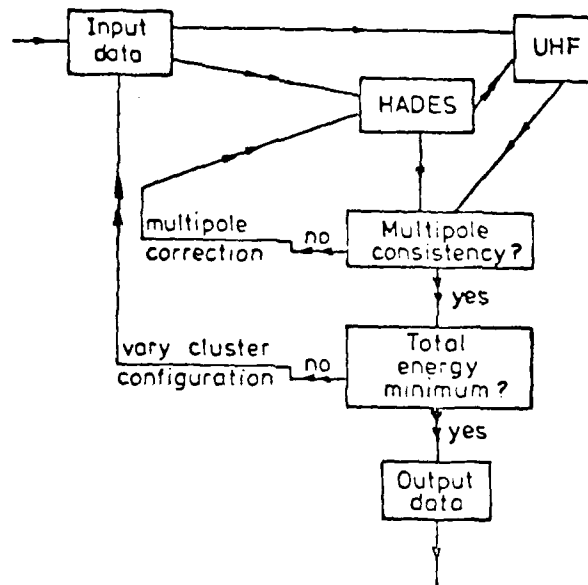 Input
data
UHF
HADES
multipole
correction
no
Multipole
consistency?
yes
vary cluster
configuration
no
Total
energy
minimum?
yes
Output
data